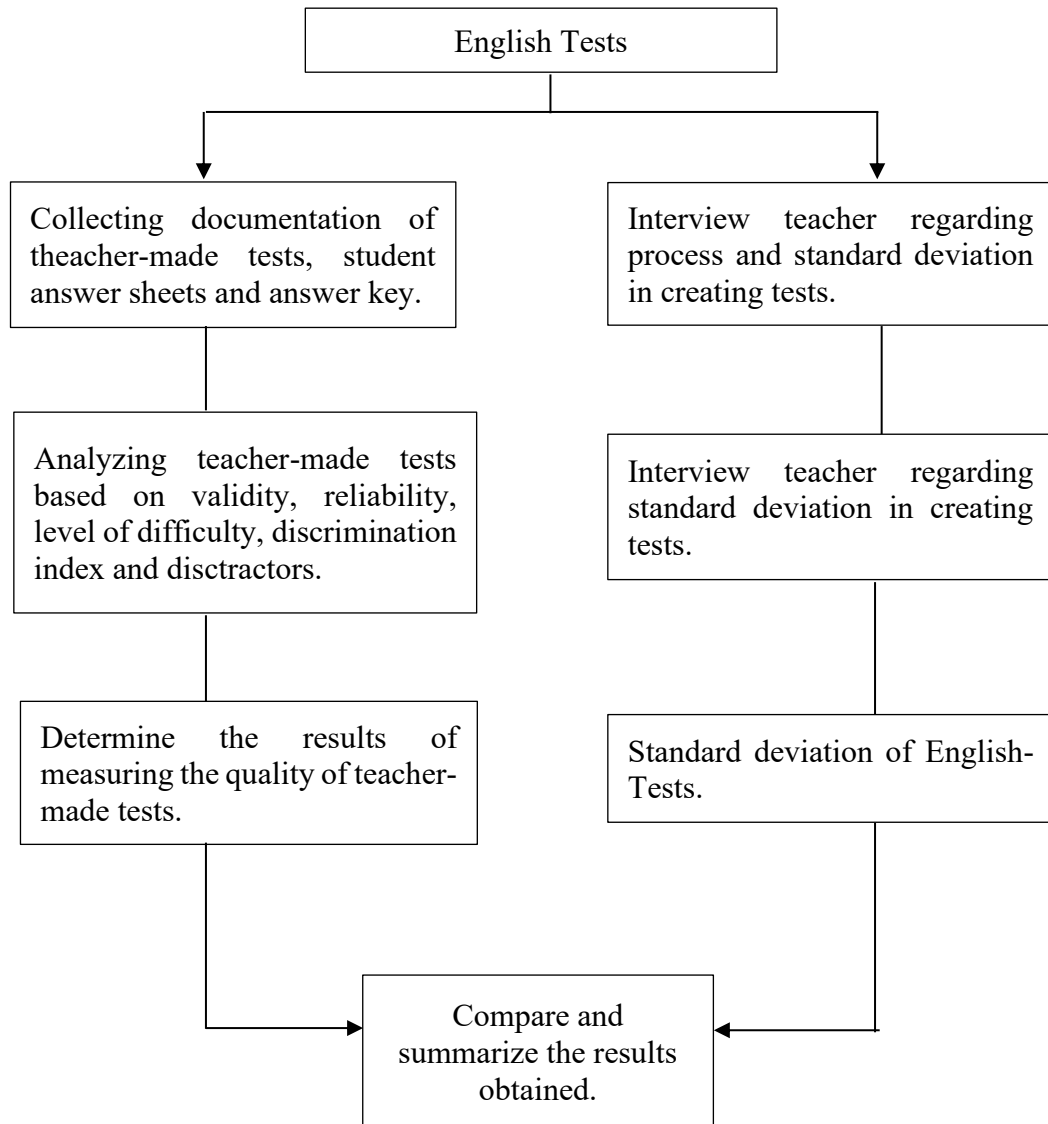 English Tests
Collecting documentation of
theacher-made tests, student
answer sheets and answer key.
Interview teacher regarding
process and standard deviation
in creating tests.
Analyzing teacher-made tests
based on validity, reliability,
level of difficulty, discrimination
index and disctractors.
Interview teacher regarding
standard deviation in creating
tests.
Determine the results of
measuring the quality of teacher-
made tests.
Standard deviation of English-
Tests.
Compare and
summarize the results
obtained.